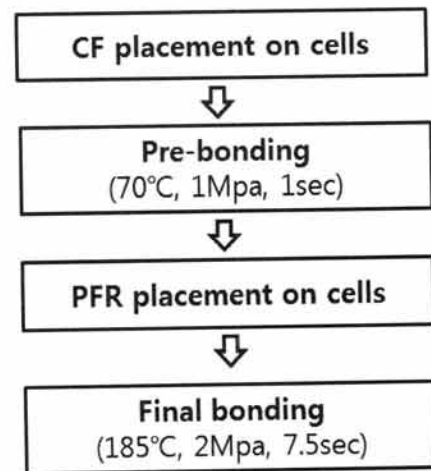 CF placement on cells
Pre-bonding
(70℃, 1Mpa, 1sec)
PFR placement on cells
Final bonding
(185℃, 2Mpa, 7.5sec)